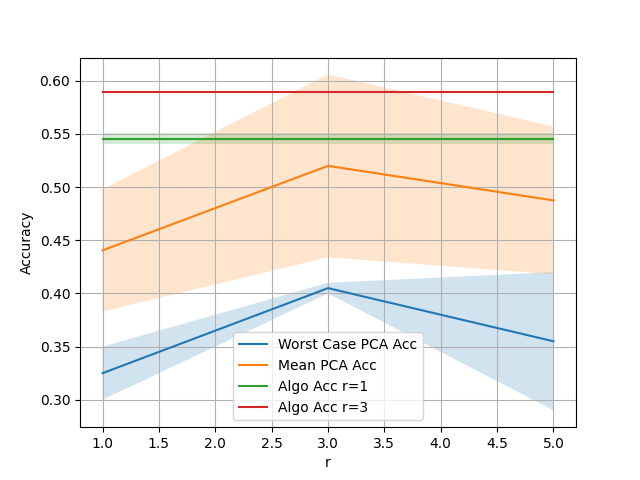 0.60
0.55
0.50
0.45
0.40
0.35
0.30
Accuracy
Worst Case PCA Acc
Mean PCA Acc
Algo Acc r=1
Algo Acc r=3
1.0 1.5 2.0 2.5 3.0 3.5 4.0 4.5 5.0
r